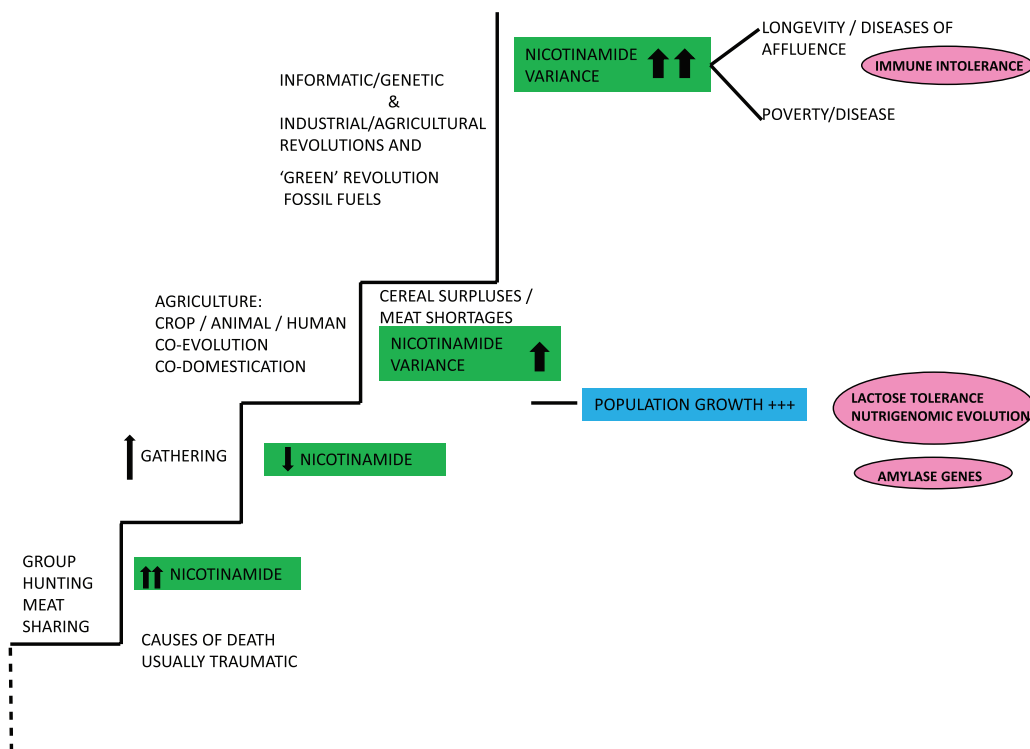 LONGEVITY / DISEASES OF
AFFLUENCE
IMMUNE INTOLERANCE
NICOTINAMIDE
VARIANCE
POVERTY/DISEASE
INFORMATIC/GENETIC
&
INDUSTRIAL/AGRICULTURAL
REVOLUTIONS AND
‘GREEN’ REVOLUTION
FOSSIL FUELS
AGRICULTURE:
CROP / ANIMAL / HUMAN
CO-EVOLUTION
CO-DOMESTICATION
CEREAL SURPLUSES /
MEAT SHORTAGES
NICOTINAMIDE
VARIANCE
POPULATION GROWTH +++
LACTOSE TOLERANCE
NUTRIGENOMIC EVOLUTION
AMYLASE GENES
GATHERING
NICOTINAMIDE
GROUP
HUNTING
MEAT
SHARING
NICOTINAMIDE
CAUSES OF DEATH
USUALLY TRAUMATIC